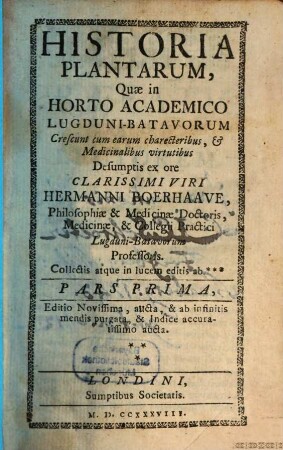 HISTORIA
PLANTARUM,
Quæ in
HORTO ACADEMICO
LUGDUNI-BATAVORUM
Crescunt cum earum charecteribus, &
Medicinalibus virtutibus
Desumptis ex ore
CLARISSIMI VIRI
HERMANNI BOERHAAVE,
Philosophiæ & Medicinæ Doctoris,
Medicinæ, & Collegii Practici
Lugduni-Batavorum
Professoris.
Collectis atque in lucem editis ab ***
PARS PRIMA,
Editio Novissima, aucta, & ab infinitis
mendis purgata, & Indice accura-
tissimo aucta.
LONDINI,
Sumptibus Societatis.
M. D. CCXXXVIII.